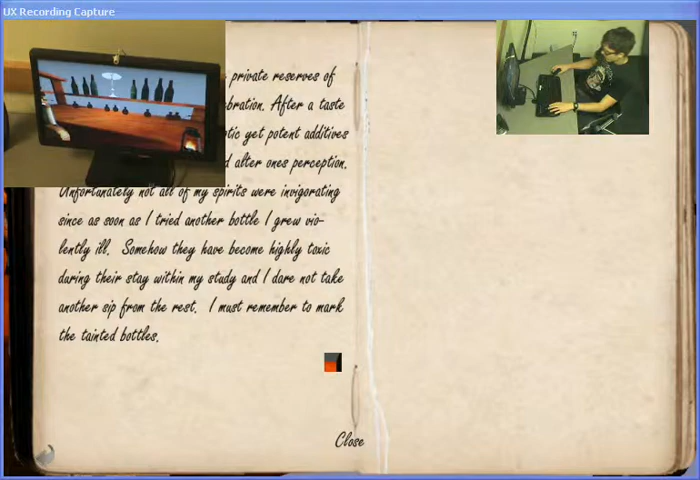 UX Recording Capture
private reserves of
bration. After a taste
otic yet potent additives
d alter ones perception.
Unfortunately not all of my spirits were invigorating
since as soon as I tried another bottle I grew vio-
lently ill. Somehow they have become highly toxic
during their stay within my study and I dare not take
another sip from the rest. I must remember to mark
the tainted bottles.
Close